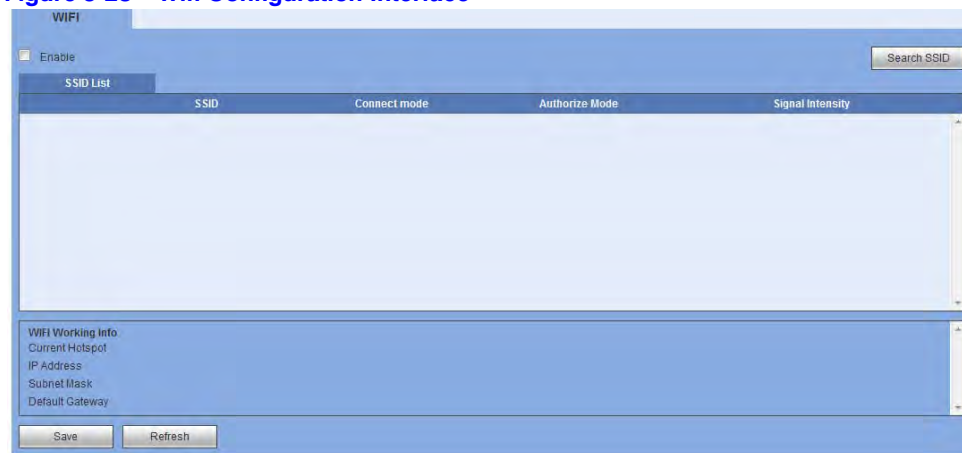 WIFI
Enable
Search SSID
SSID List
SSID Connect mode Authorize Mode Signal Intensity
WIFI Working Info
Current Hotspot
IP Address
Subnet Mask
Default Gateway
Save Refresh